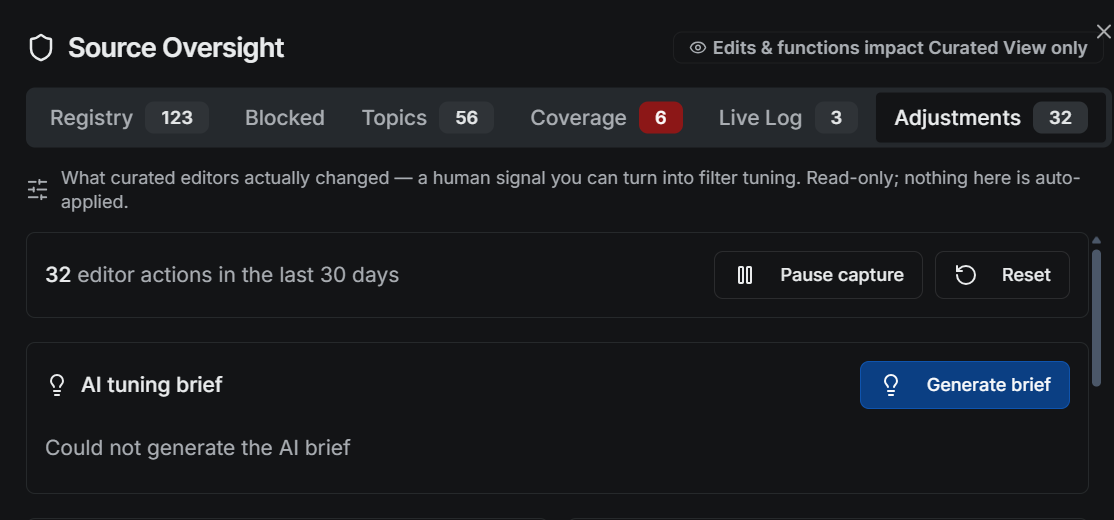 Source Oversight
Edits & functions impact Curated View only
Registry 123 Blocked Topics 56 Coverage 6 Live Log 3 Adjustments 32
What curated editors actually changed — a human signal you can turn into filter tuning. Read-only; nothing here is auto-
applied.
32 editor actions in the last 30 days
Pause capture
Reset
AI tuning brief
Generate brief
Could not generate the AI brief